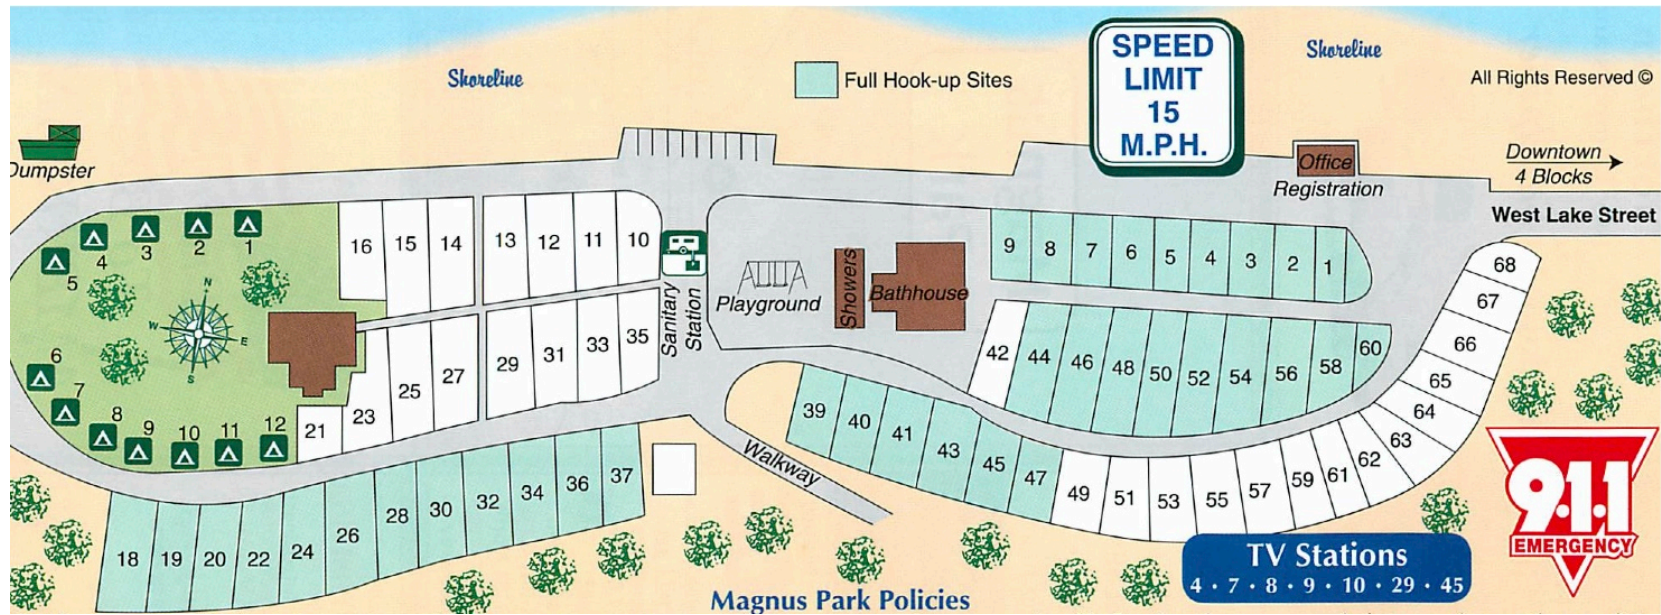 Shoreline
Full Hook-up Sites
SPEED
LIMIT
15
M.P.H.
Shoreline
All Rights Reserved ©
Dumpster
Office
Registration
Downtown
4 Blocks
West Lake Street
5
4
3
2
1
16
15
14
13
12
11
10
Sanitary
Station
Playground
Showers
Bathhouse
9
8
7
6
5
4
3
2
1
68
67
66
65
64
63
62
61
59
57
55
53
51
49
47
45
43
41
40
39
N
W
E
S
6
7
8
9
10
11
12
21
23
25
27
29
31
33
35
42
44
46
48
50
52
54
56
58
60
18
19
20
22
24
26
28
30
32
34
36
37
Walkway
9·1·1
EMERGENCY
TV Stations
4 · 7 · 8 · 9 · 10 · 29 · 45
Magnus Park Policies